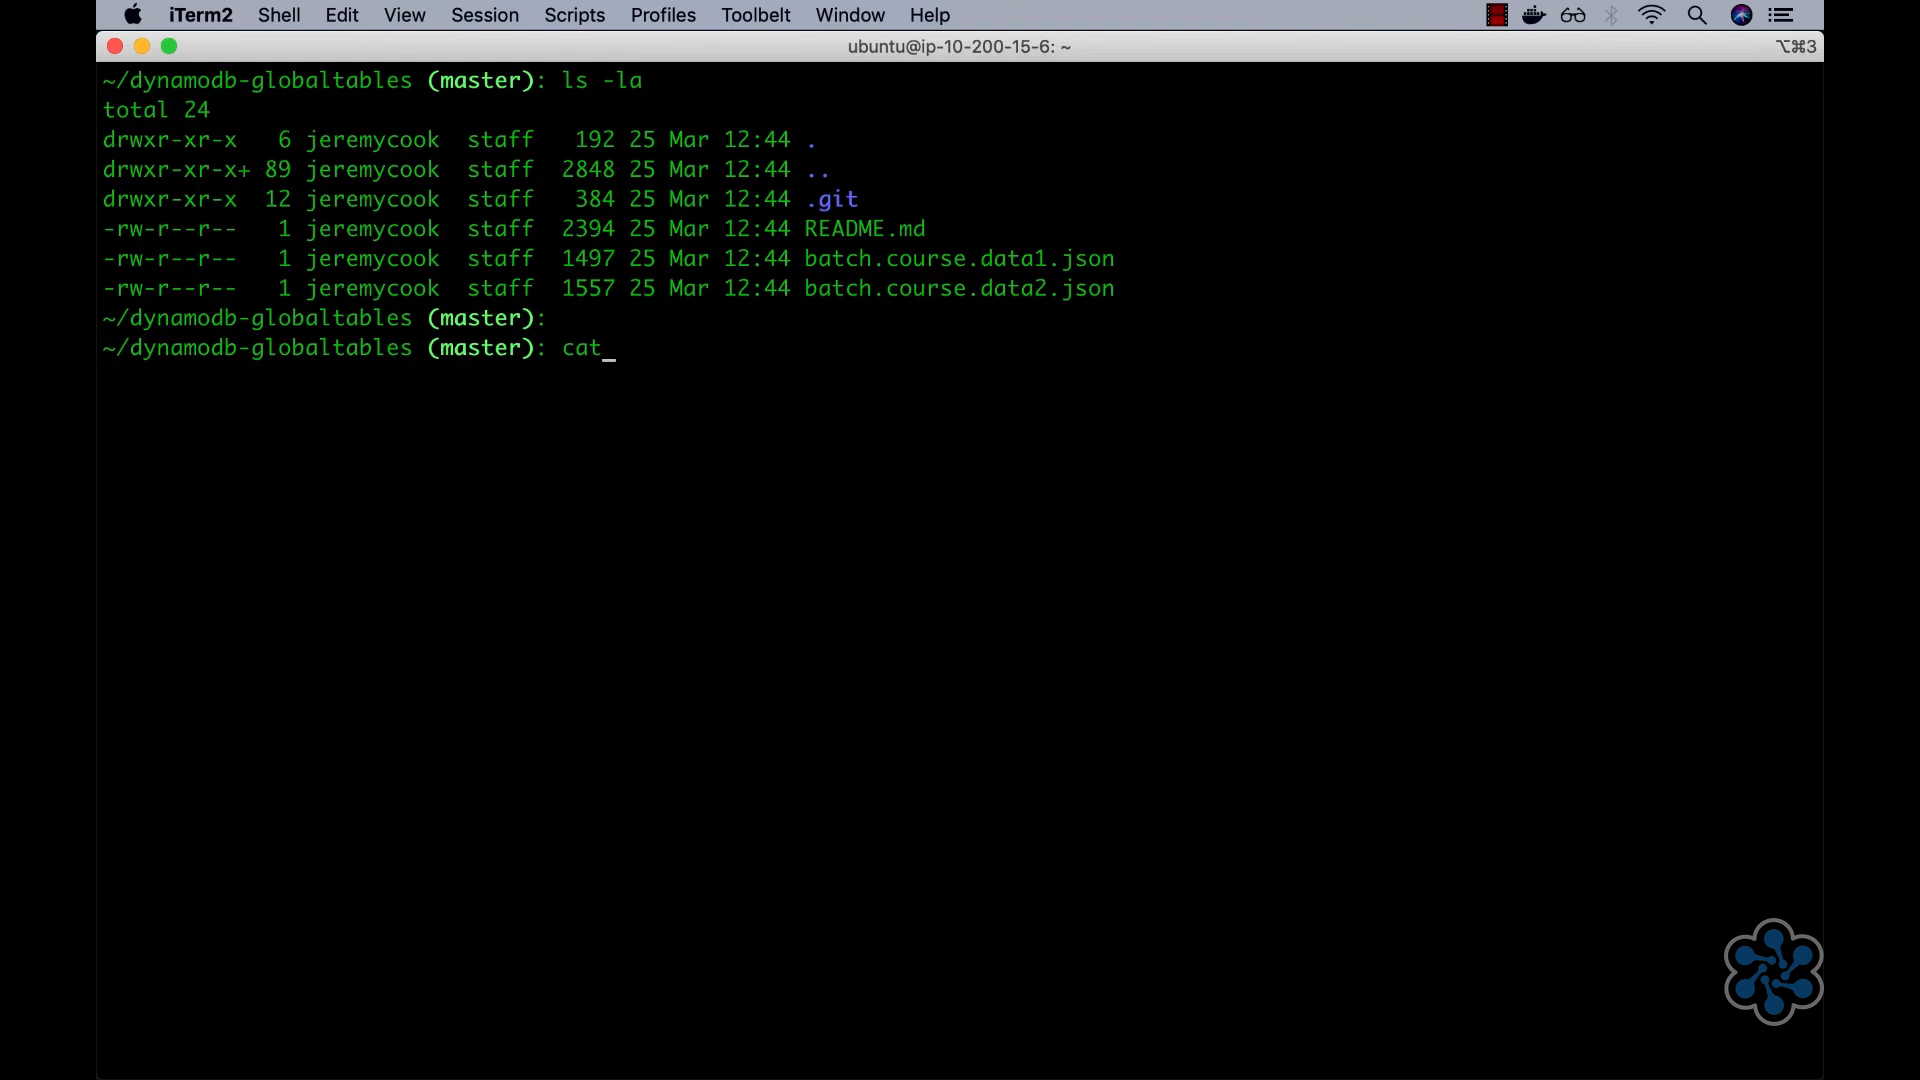 iTerm2 Shell Edit View Session Scripts Profiles Toolbelt Window Help
ubuntu@ip-10-200-15-6: ~ ⌥⌘3
~/dynamodb-globaltables (master): ls -la
total 24
drwxr-xr-x 6 jeremycook staff 192 25 Mar 12:44 .
drwxr-xr-x+ 89 jeremycook staff 2848 25 Mar 12:44 ..
drwxr-xr-x 12 jeremycook staff 384 25 Mar 12:44 .git
-rw-r--r-- 1 jeremycook staff 2394 25 Mar 12:44 README.md
-rw-r--r-- 1 jeremycook staff 1497 25 Mar 12:44 batch.course.data1.json
-rw-r--r-- 1 jeremycook staff 1557 25 Mar 12:44 batch.course.data2.json
~/dynamodb-globaltables (master):
~/dynamodb-globaltables (master): cat_